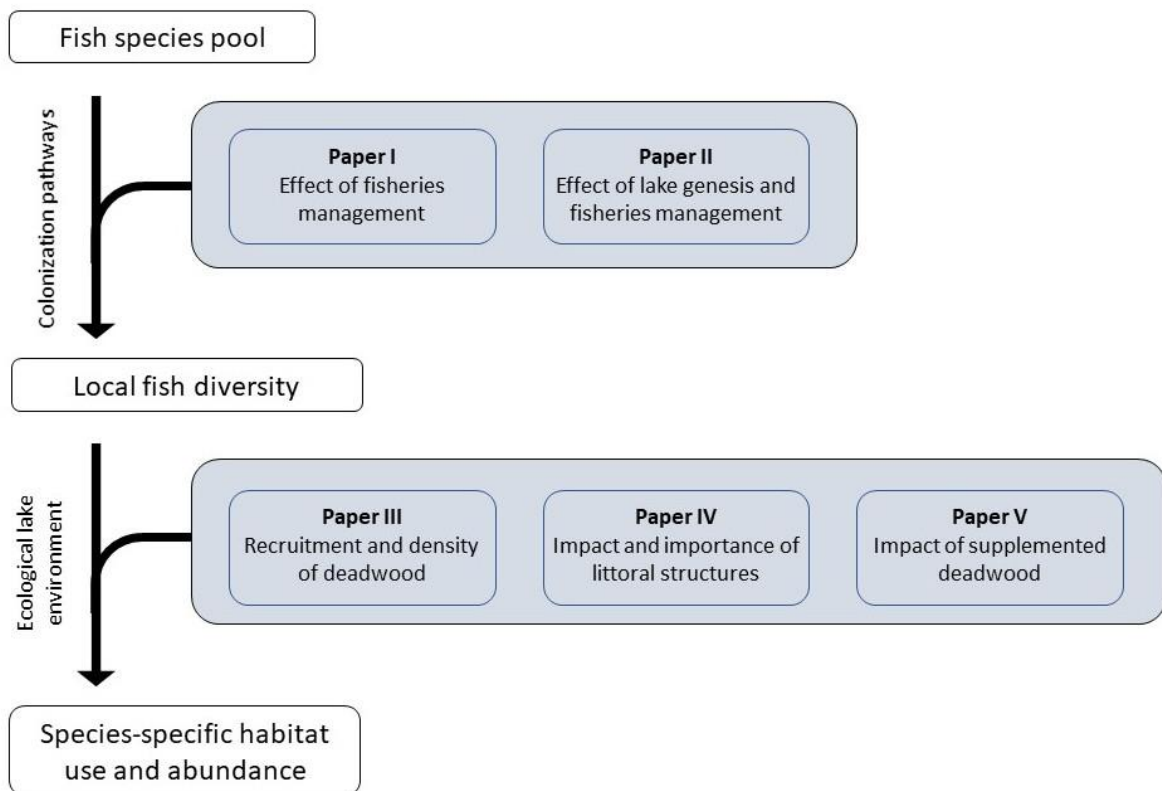 Fish species pool
Colonization pathways
Paper I
Effect of fisheries
management
Paper II
Effect of lake genesis and
fisheries management
Local fish diversity
Ecological lake
environment
Paper III
Recruitment and density
of deadwood
Paper IV
Impact and importance of
littoral structures
Paper V
Impact of supplemented
deadwood
Species-specific habitat
use and abundance